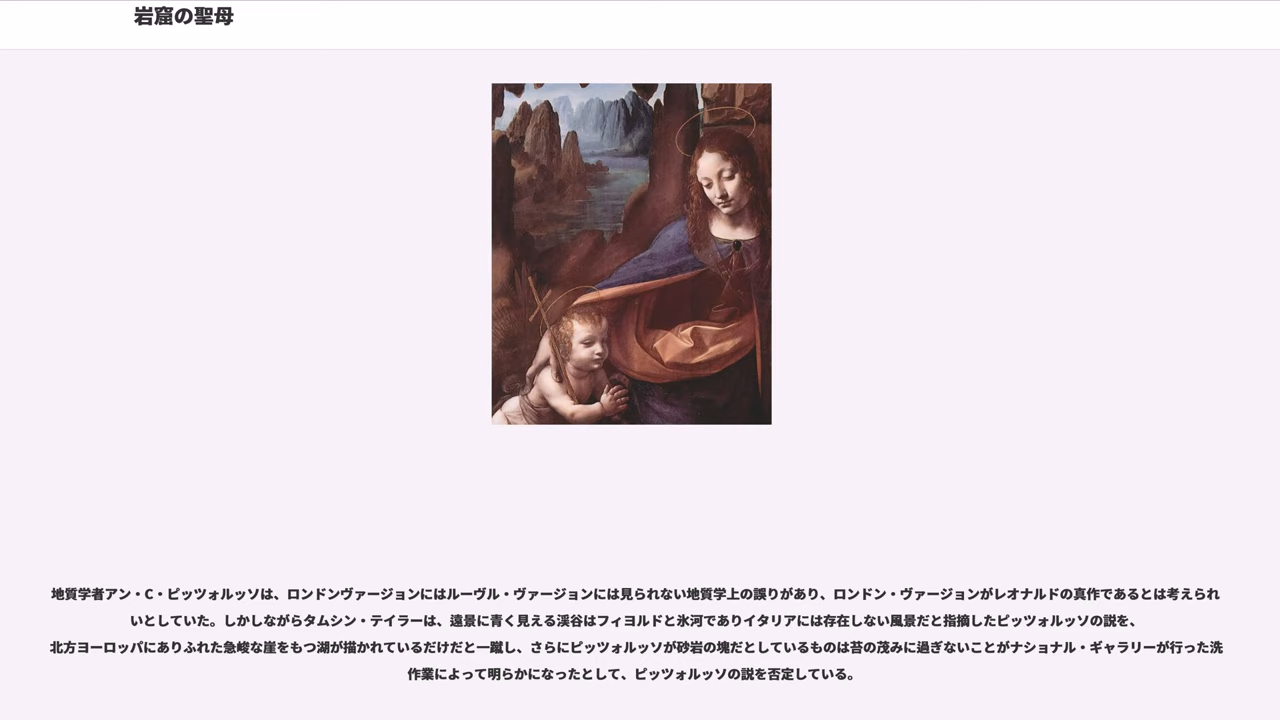 岩窟の聖母
地質学者アン・C・ピッツォルッソは、ロンドンヴァージョンにはルーヴル・ヴァージョンには見られない地質学上の誤りがあり、ロンドン・ヴァージョンがレオナルドの真作であるとは考えられ
いとしていた。しかしながらタムシン・テイラーは、遠景に青く見える渓谷はフィヨルドと氷河でありイタリアには存在しない風景だと指摘したピッツォルッソの説を、
北方ヨーロッパにありふれた急峻な崖をもつ湖が描かれているだけだと一蹴し、さらにピッツォルッソが砂岩の塊だとしているものは苔の茂みに過ぎないことがナショナル・ギャラリーが行った洗
作業によって明らかになったとして、ピッツォルッソの説を否定している。